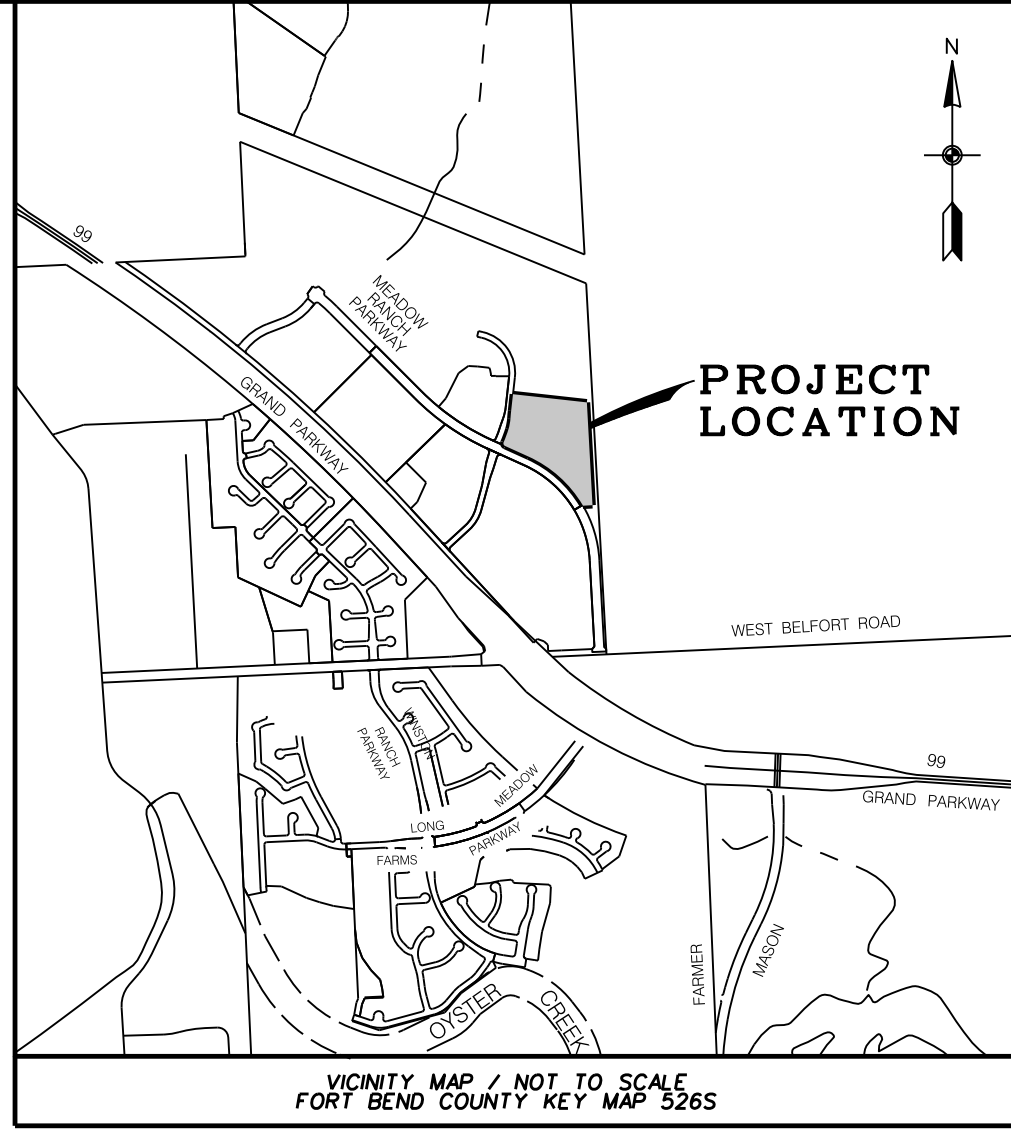 N
99
MEADOW
RANCH
PARKWAY
PROJECT
LOCATION
GRAND PARKWAY
WEST BELFORT ROAD
WINSTON
RANCH
PARKWAY
99
GRAND PARKWAY
MEADOW
LONG
PARKWAY
FARMS
FARMER
MASON
OYSTER
CREEK
VICINITY MAP / NOT TO SCALE
FORT BEND COUNTY KEY MAP 526S